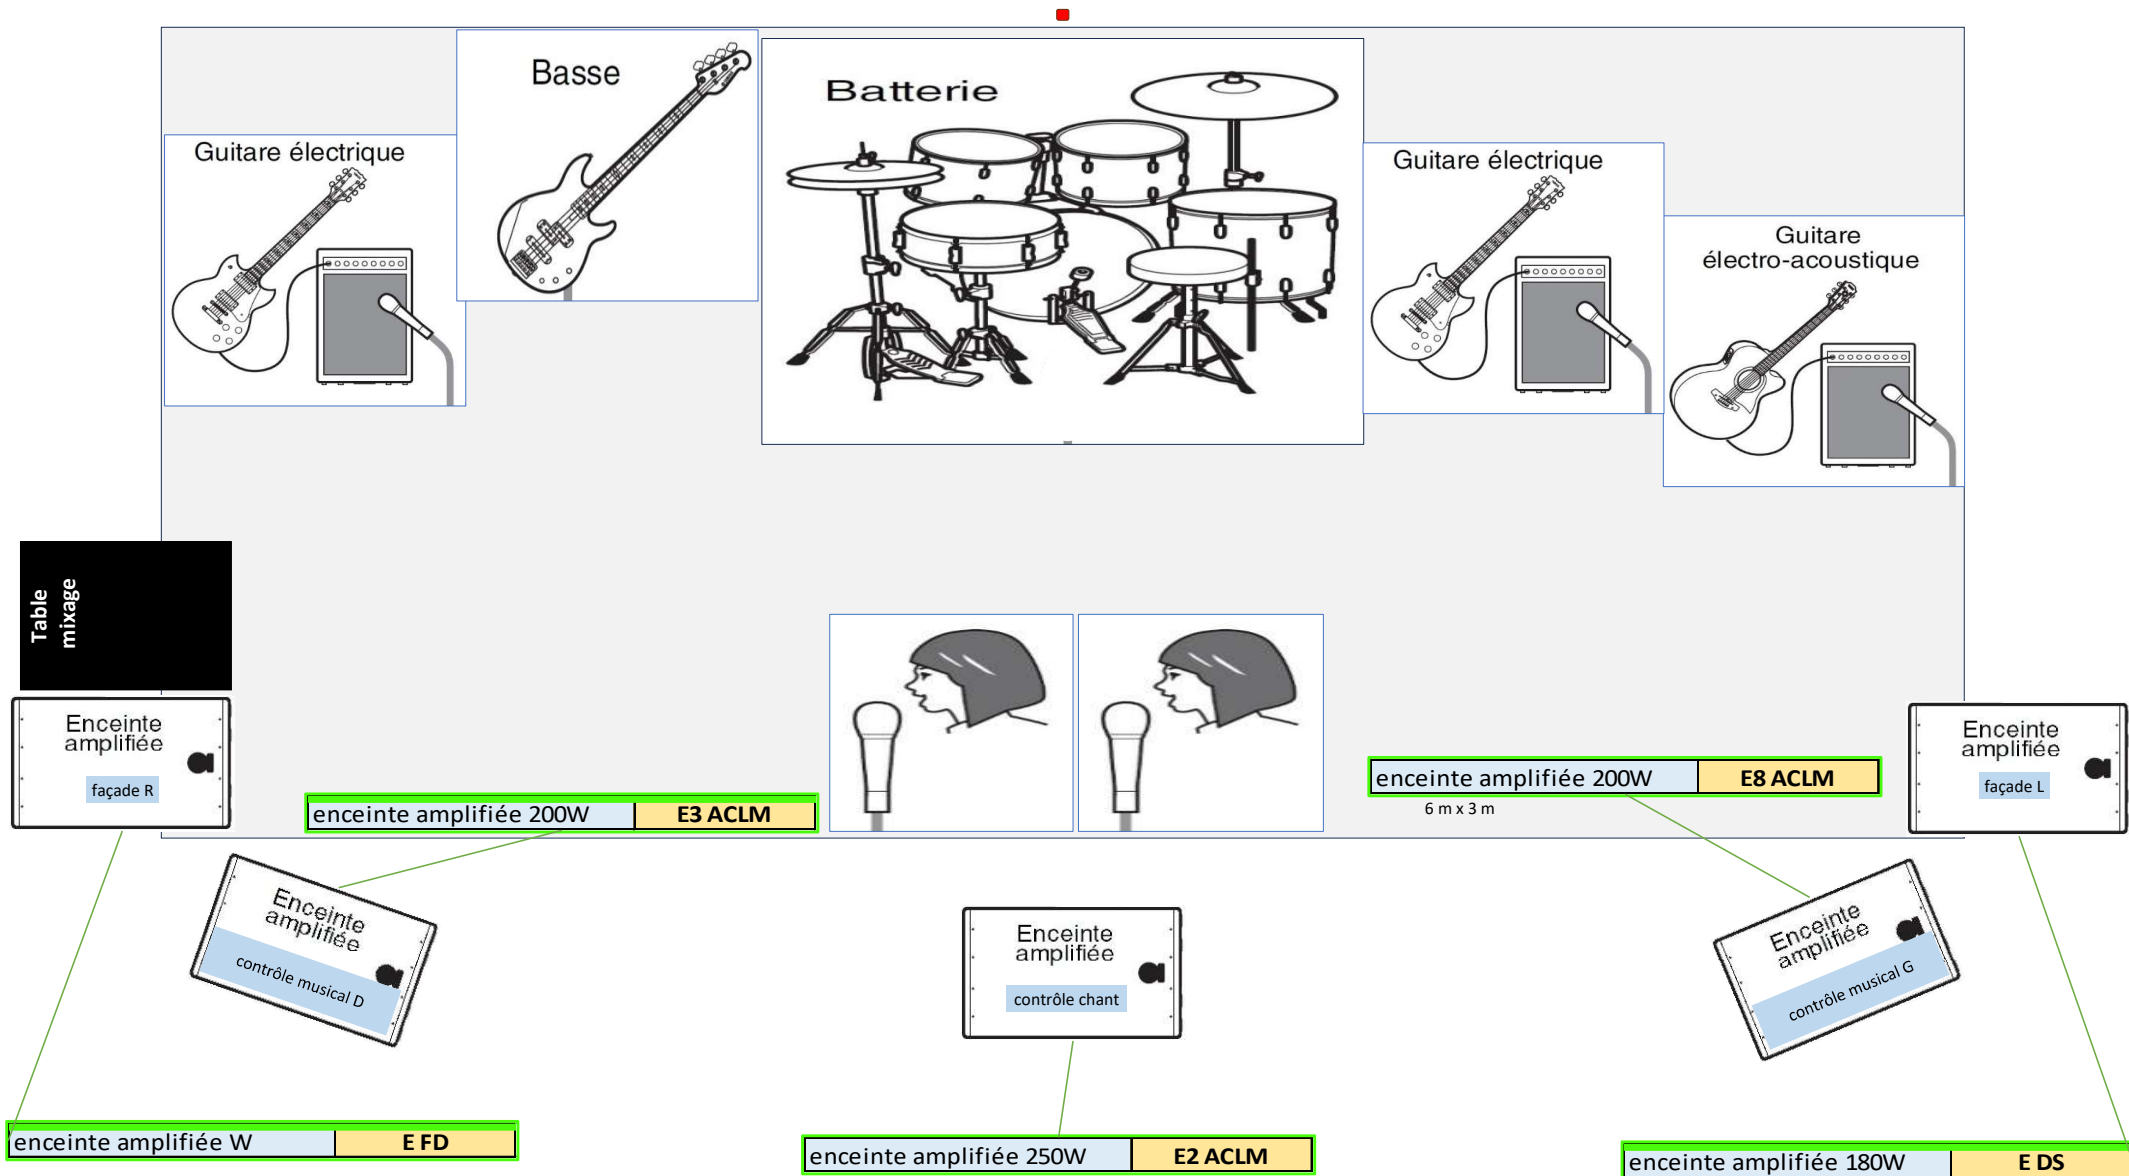 Basse
Batterie
Guitare électrique
Guitare électrique
Guitare
électro-acoustique
Table
mixage
Enceinte
amplifiée
façade R
enceinte amplifiée 200W E3 ACLM
enceinte amplifiée 200W E8 ACLM
6 m x 3 m
Enceinte
amplifiée
façade L
Enceinte
amplifiée
contrôle musical D
Enceinte
amplifiée
contrôle chant
Enceinte
amplifiée
contrôle musical G
enceinte amplifiée W E FD
enceinte amplifiée 250W E2 ACLM
enceinte amplifiée 180W E DS